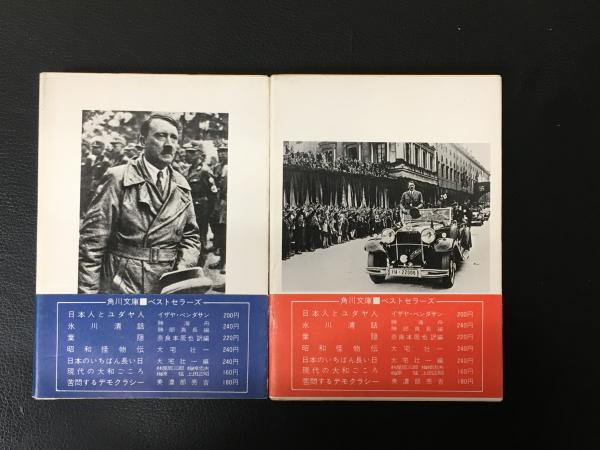 角川文庫■ベストセラーズ
日本人とユダヤ人 イザヤ・ベンダサン 200円
氷川清話 勝海舟 勝部真長編 240円
葉隠 奈良本辰也訳編 220円
昭和怪物伝 大宅壮一 240円
日本のいちばん長い日 大宅壮一編 240円
現代の大和ごころ 160円
苦悶するデモクラシー 美濃部亮吉 180円
角川文庫■ベストセラーズ
日本人とユダヤ人 イザヤ・ベンダサン 200円
氷川清話 勝海舟 勝部真長編 240円
葉隠 奈良本辰也訳編 220円
昭和怪物伝 大宅壮一 240円
日本のいちばん長い日 大宅壮一編 240円
現代の大和ごころ 160円
苦悶するデモクラシー 美濃部亮吉 180円